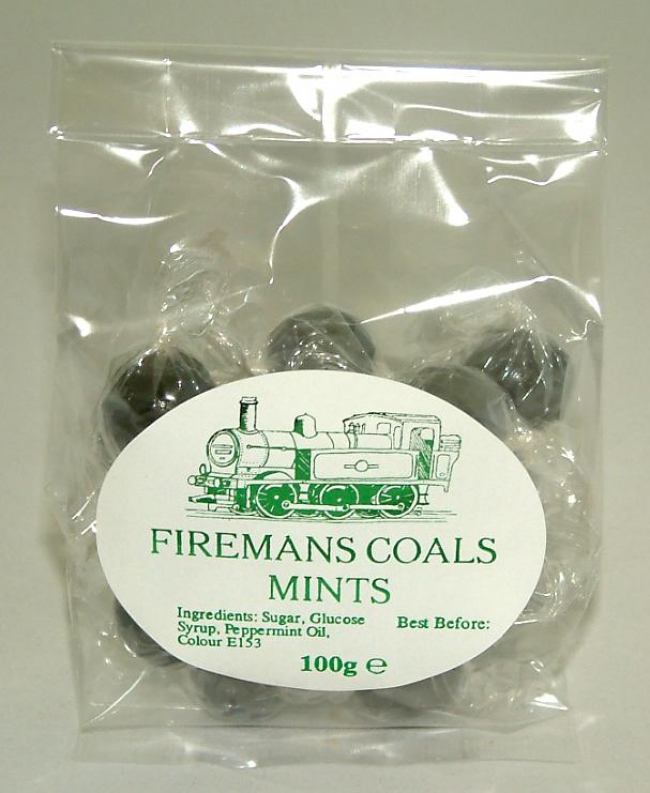 FIREMANS COALS
MINTS
Ingredients: Sugar, Glucose
Syrup, Peppermint Oil,
Colour E153
Best Before:
100g ℮